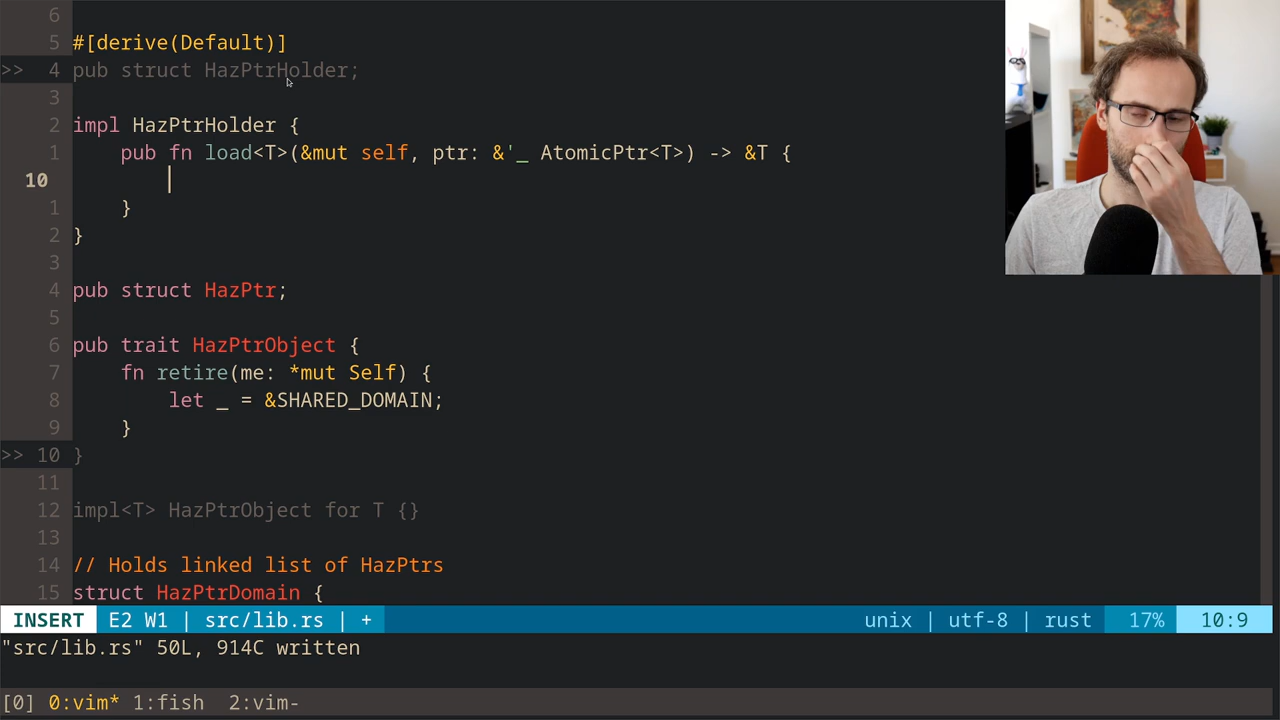 6
5 #[derive(Default)]
>> 4 pub struct HazPtrHolder;
3
2 impl HazPtrHolder {
1     pub fn load<T>(&mut self, ptr: &'_ AtomicPtr<T>) -> &T {
10
1     }
2 }
3
4 pub struct HazPtr;
5
6 pub trait HazPtrObject {
7     fn retire(me: *mut Self) {
8         let _ = &SHARED_DOMAIN;
9     }
>> 10 }
11
12 impl<T> HazPtrObject for T {}
13
14 // Holds linked list of HazPtrs
15 struct HazPtrDomain {
INSERT E2 W1 | src/lib.rs | + unix | utf-8 | rust 17% 10:9
"src/lib.rs" 50L, 914C written
[0] 0:vim* 1:fish 2:vim-